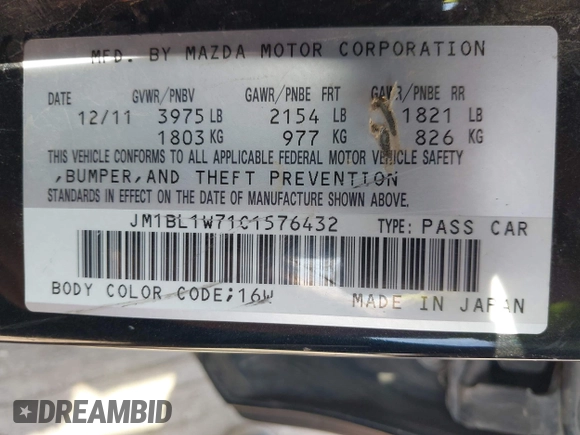 MFD. BY MAZDA MOTOR CORPORATION
DATE GVWR/PNBV GAWR/PNBE FRT GAWR/PNBE RR
12/11 3975 LB 2154 LB 1821 LB
1803 KG 977 KG 826 KG
THIS VEHICLE CONFORMS TO ALL APPLICABLE FEDERAL MOTOR VEHICLE SAFETY
,BUMPER,AND THEFT PREVENTION
STANDARDS IN EFFECT ON THE DATE OF MANUFACTURE SHOWN ABOVE.
JM1BL1W71C1576432 TYPE: PASS CAR
BODY COLOR CODE;16W MADE IN JAPAN
DREAMBID